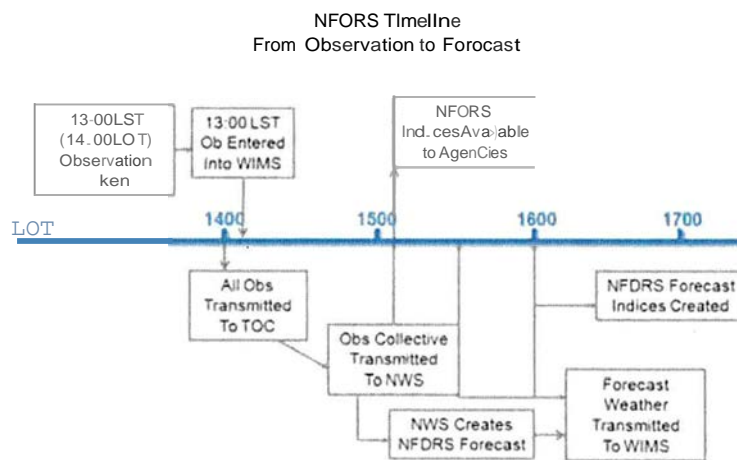 NFORS TImelIne
From Observation to Forocast
13-00LST
(14.00LOT)
Observation
ken
13:00 LST
Ob Entered
Into WIMS
NFORS
Ind.cesAva>)able
to AgenCies
LOT
1400
1500
1600
1700
All Obs
Transmitted
To TOC
Obs Collective
Transmitted
To NWS
NWS Creates
NFDRS Forecast
NFDRS Forecast
Indices Created
Forecast
Weather
Transmitted
To WIMS